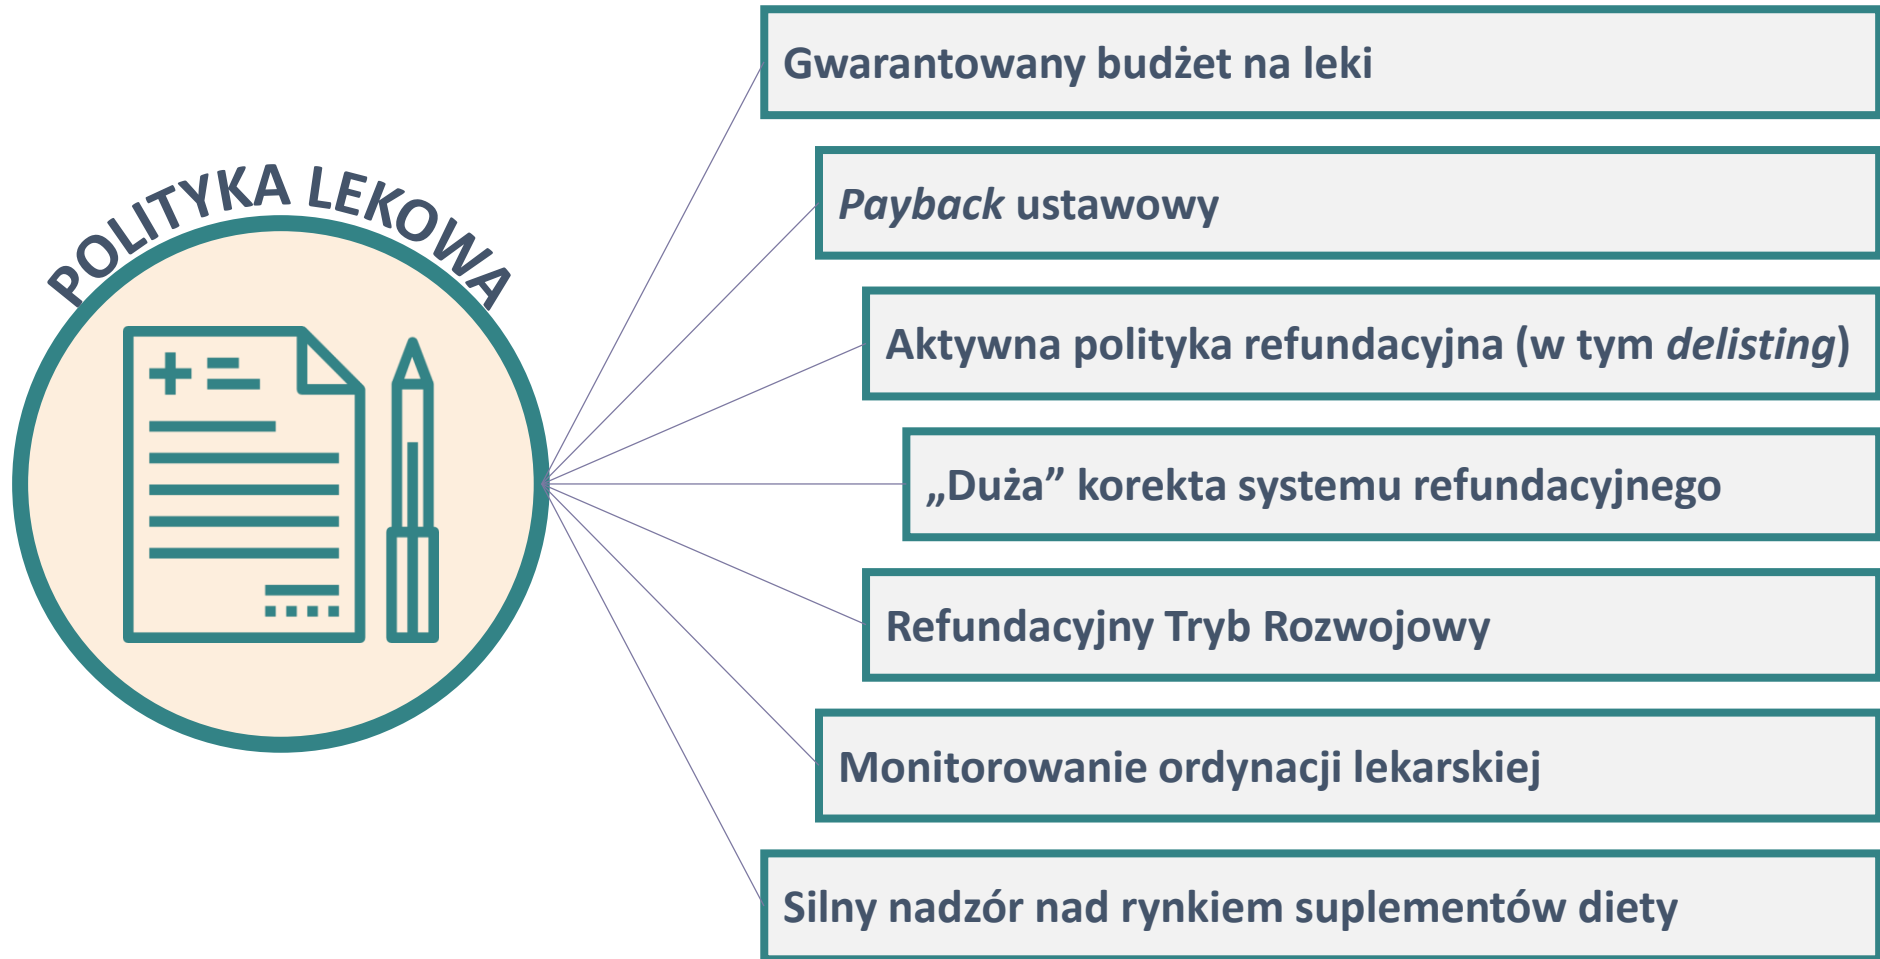 POLITYKA LEKOWA
Gwarantowany budżet na leki
Payback ustawowy
Aktywna polityka refundacyjna (w tym delisting)
„Duża” korekta systemu refundacyjnego
Refundacyjny Tryb Rozwojowy
Monitorowanie ordynacji lekarskiej
Silny nadzór nad rynkiem suplementów diety